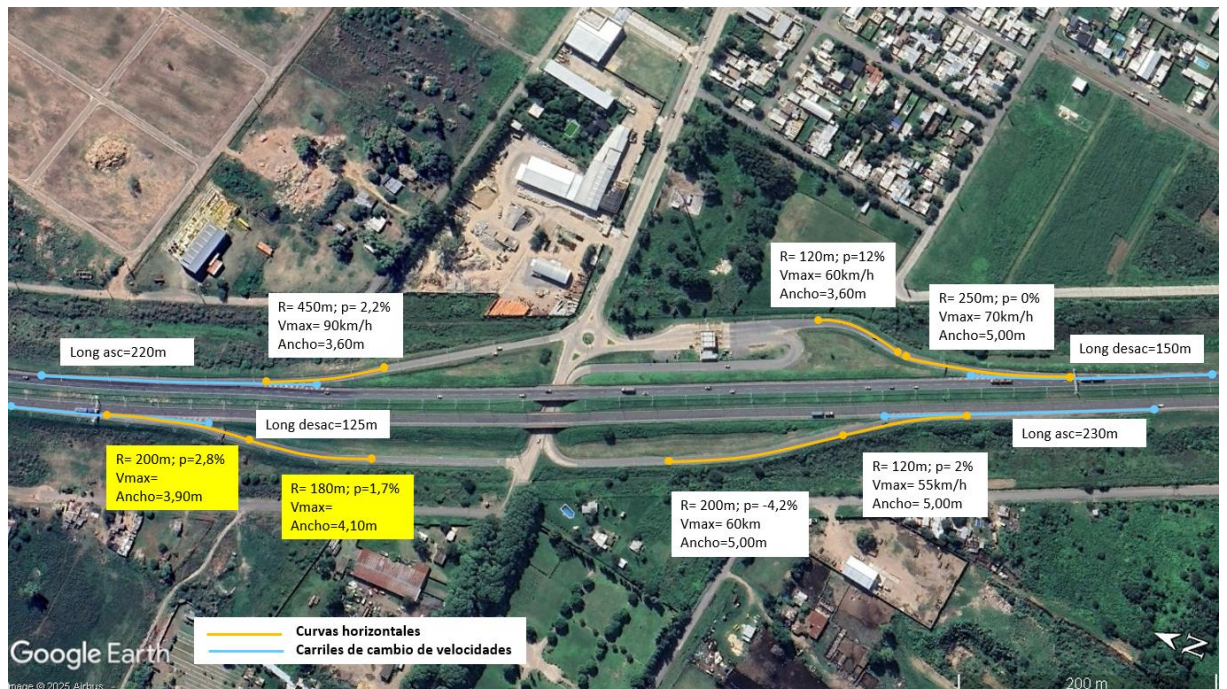 R= 120m; p=12%
Vmax= 60km/h
Ancho=3,60m
R= 250m; p= 0%
Vmax= 70km/h
Ancho=5,00m
R= 450m; p= 2,2%
Vmax= 90km/h
Ancho=3,60m
Long asc=220m
Long desac=150m
Long desac=125m
Long asc=230m
R= 200m; p=2,8%
Vmax=
Ancho=3,90m
R= 180m; p=1,7%
Vmax=
Ancho=4,10m
R= 120m; p= 2%
Vmax= 55km/h
Ancho= 5,00m
R= 200m; p= -4,2%
Vmax= 60km
Ancho=5,00m
Curvas horizontales
Carriles de cambio de velocidades
Google Earth
N
image © 2025 Airbus
200 m